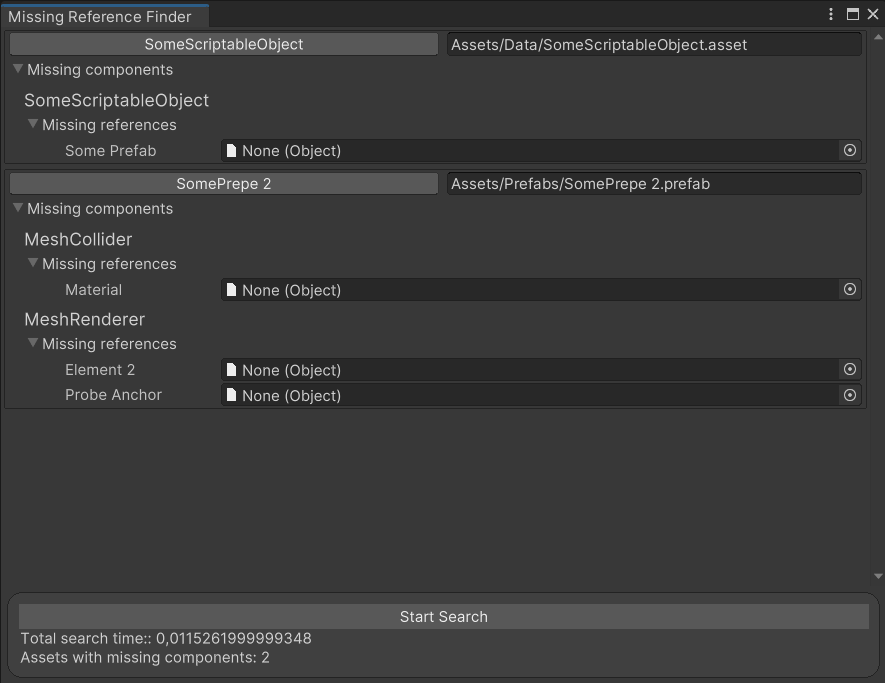 Missing Reference Finder
SomeScriptableObject Assets/Data/SomeScriptableObject.asset
Missing components
SomeScriptableObject
Missing references
Some Prefab None (Object)
SomePrepe 2 Assets/Prefabs/SomePrepe 2.prefab
Missing components
MeshCollider
Missing references
Material None (Object)
MeshRenderer
Missing references
Element 2 None (Object)
Probe Anchor None (Object)
Start Search
Total search time:: 0,0115261999999348
Assets with missing components: 2